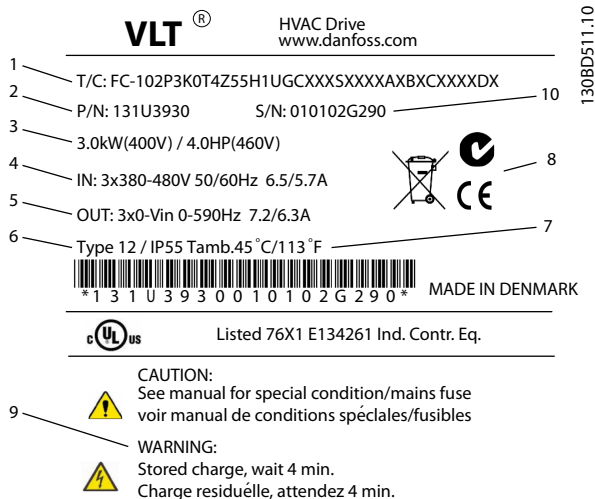 VLT ® HVAC Drive
www.danfoss.com
130BD511.10
1 T/C: FC-102P3K0T4Z55H1UGCXXXSXXXXAXBXCXXXXDX
2 P/N: 131U3930 S/N: 010102G290 10
3 3.0kW(400V) / 4.0HP(460V)
4 IN: 3x380-480V 50/60Hz 6.5/5.7A 8
CE
5 OUT: 3x0-Vin 0-590Hz 7.2/6.3A
6 Type 12 / IP55 Tamb.45˚C/113˚F 7
*131U3930010102G290* MADE IN DENMARK
c UL us Listed 76X1 E134261 Ind. Contr. Eq.
CAUTION:
See manual for special condition/mains fuse
voir manual de conditions spéclales/fusibles
9 WARNING:
Stored charge, wait 4 min.
Charge residuélle, attendez 4 min.